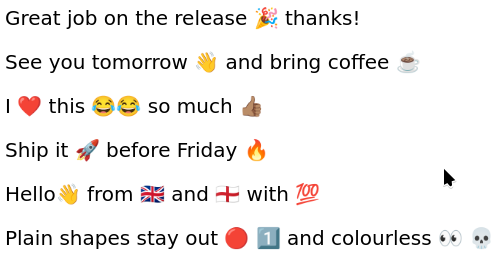 Great job on the release 🎉 thanks!
See you tomorrow 👋 and bring coffee ☕
I ❤️ this 😂😂 so much 👍🏽
Ship it 🚀 before Friday 🔥
Hello👋 from 🇬🇧 and 🏴󠁧󠁢󠁥󠁮󠁧󠁿 with 💯
Plain shapes stay out 🔴 1️⃣ and colourless 👀 💀